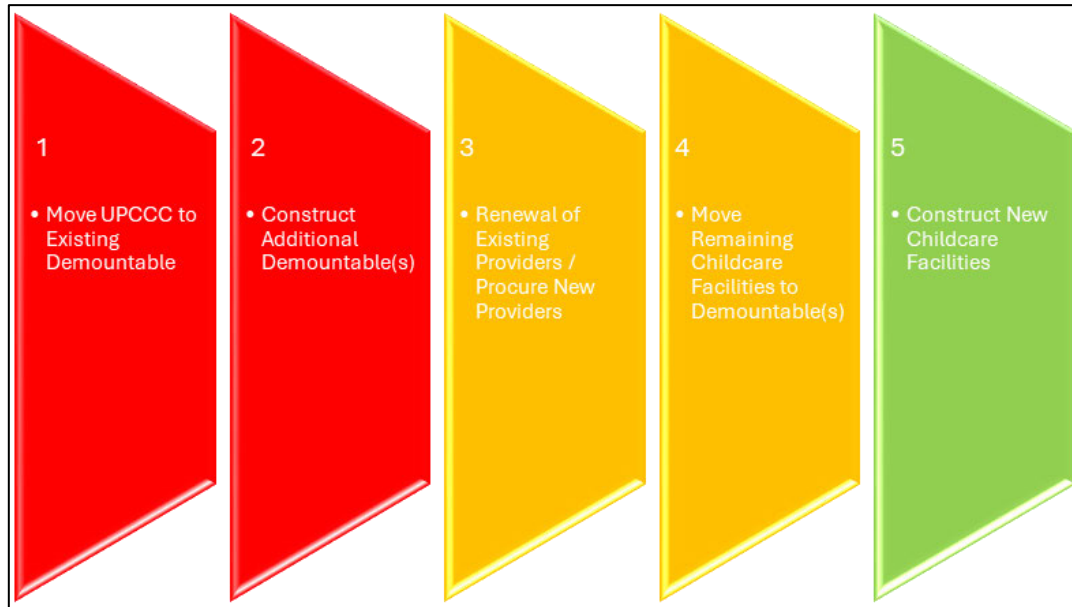 1
• Move UPCCC to
Existing
Demountable
2
• Construct
Additional
Demountable(s)
3
• Renewal of
Existing
Providers /
Procure New
Providers
4
• Move
Remaining
Childcare
Facilities to
Demountable(s)
5
• Construct New
Childcare
Facilities